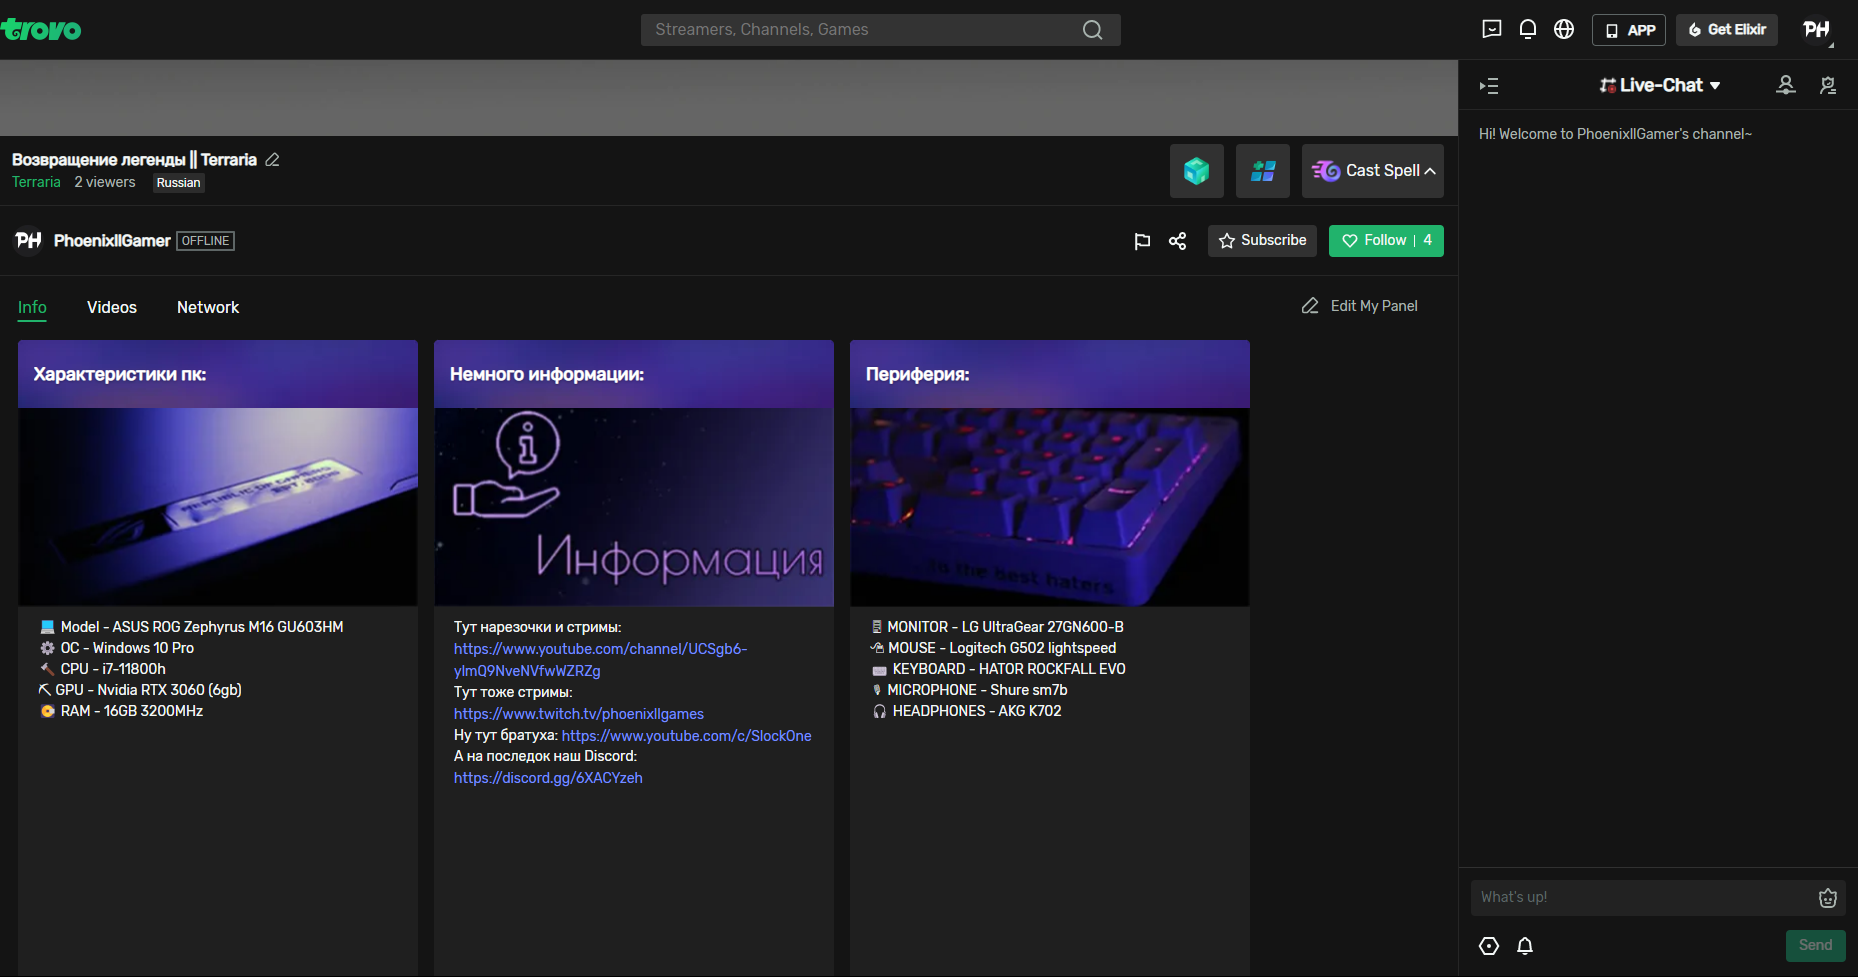 trovo
Streamers, Channels, Games
APP
Get Elixir
PH
Возвращение легенды || Terraria
Terraria 2 viewers Russian
Cast Spell
PH PhoenixllGamer OFFLINE
Subscribe
Follow | 4
Info Videos Network
Edit My Panel
Характеристики пк:
REPUBLIC OF GAMERS
EST. 2006
Model - ASUS ROG Zephyrus M16 GU603HM
ОС - Windows 10 Pro
CPU - i7-11800h
GPU - Nvidia RTX 3060 (6gb)
RAM - 16GB 3200MHz
Немного информации:
Информация
Тут нарезочки и стримы:
https://www.youtube.com/channel/UCSgb6-
ylmQ9NveNVfwWZRZg
Тут тоже стримы:
https://www.twitch.tv/phoenixllgames
Ну тут братуха: https://www.youtube.com/c/SlockOne
А на последок наш Discord:
https://discord.gg/6XACYzeh
Периферия:
To the best haters
MONITOR - LG UltraGear 27GN600-B
MOUSE - Logitech G502 lightspeed
KEYBOARD - HATOR ROCKFALL EVO
MICROPHONE - Shure sm7b
HEADPHONES - AKG K702
Live-Chat
Hi! Welcome to PhoenixllGamer's channel~
What's up!
Send